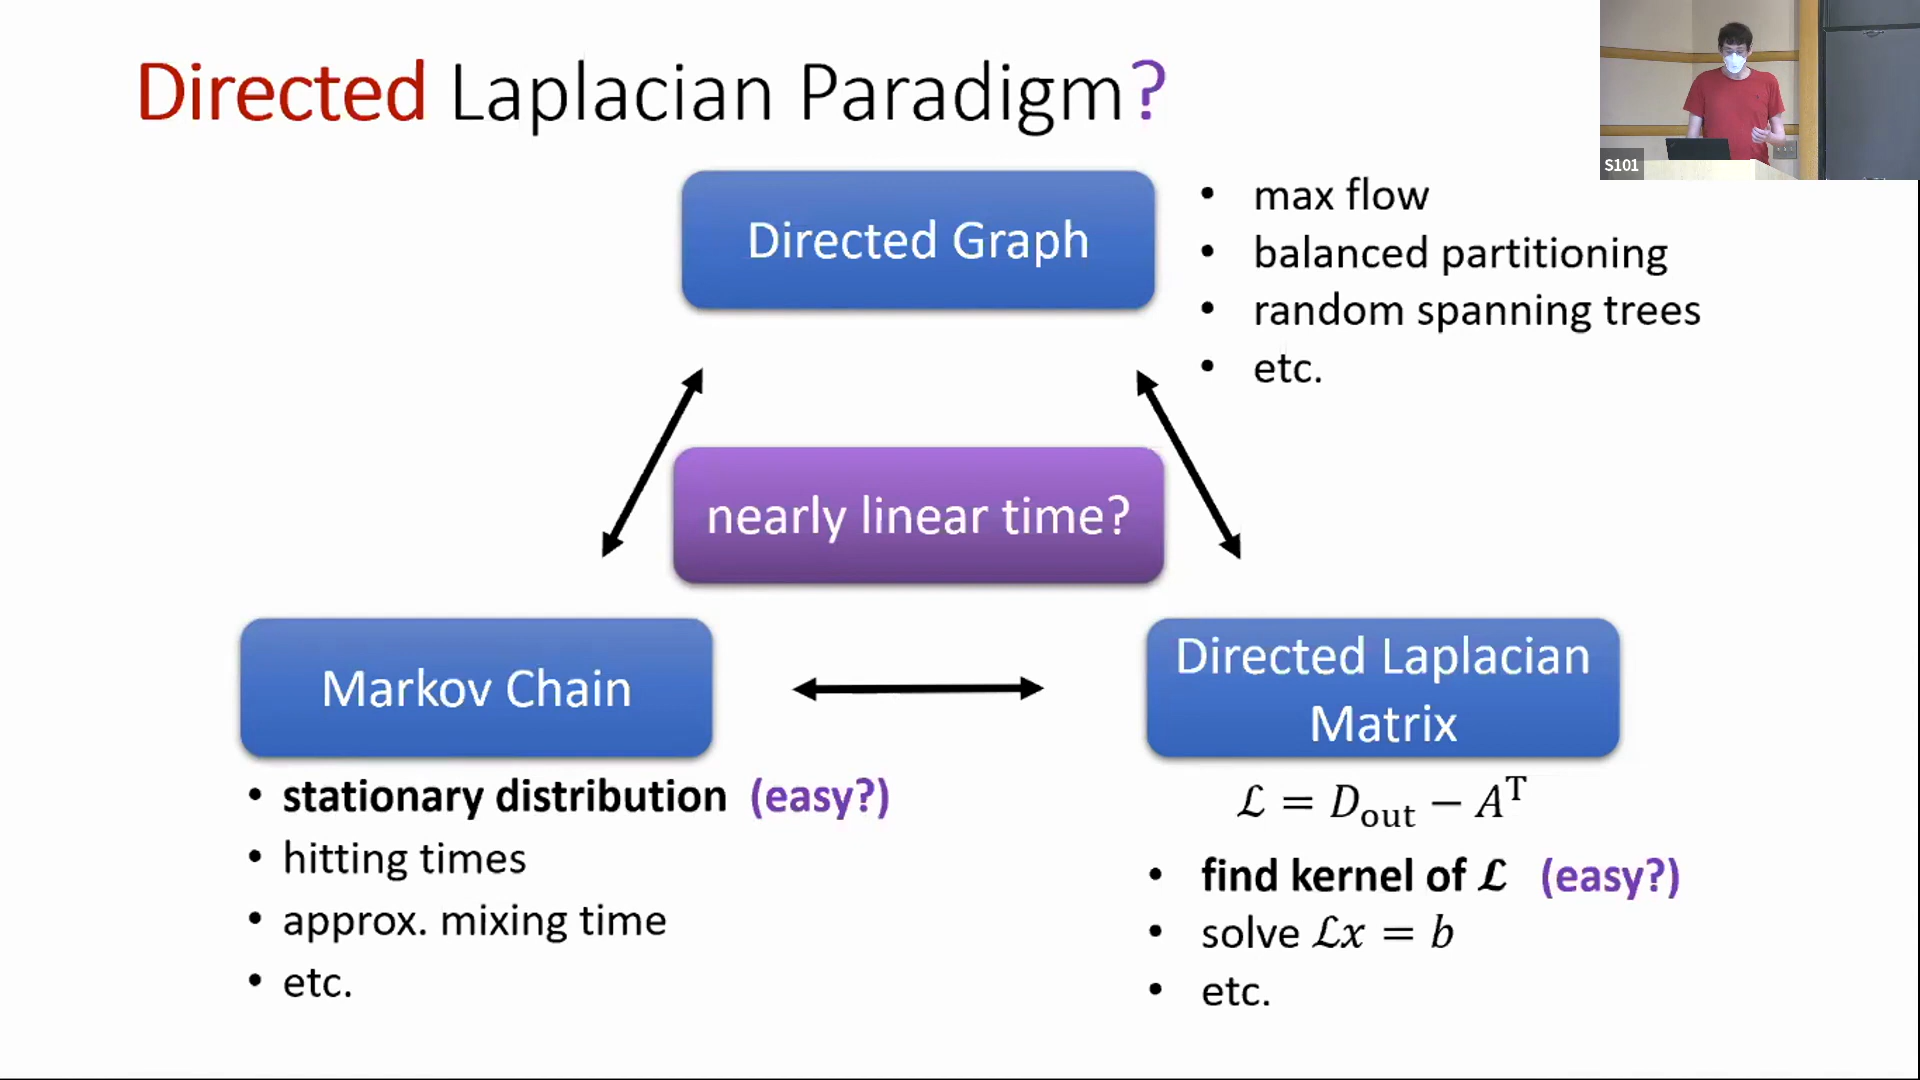 Directed Laplacian Paradigm?
S101
Directed Graph
• max flow
• balanced partitioning
• random spanning trees
• etc.
nearly linear time?
Markov Chain
• stationary distribution (easy?)
• hitting times
• approx. mixing time
• etc.
Directed Laplacian
Matrix
ℒ = D_out − A^T
• find kernel of ℒ (easy?)
• solve ℒx = b
• etc.